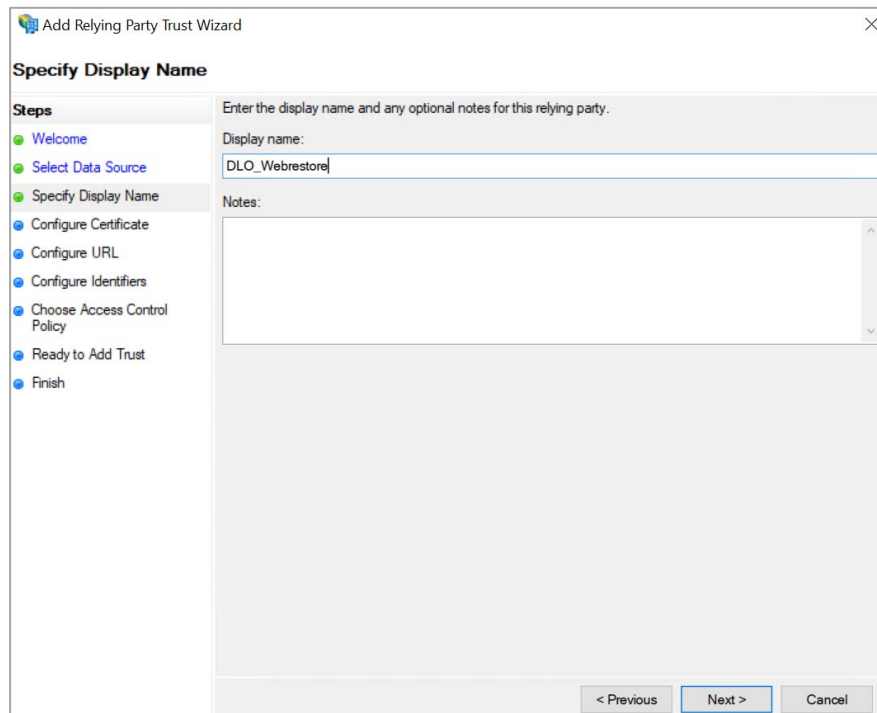 Add Relying Party Trust Wizard
Specify Display Name
Steps
Welcome
Select Data Source
Specify Display Name
Configure Certificate
Configure URL
Configure Identifiers
Choose Access Control
Policy
Ready to Add Trust
Finish
Enter the display name and any optional notes for this relying party.
Display name:
DLO_Webrestore
Notes:
< Previous
Next >
Cancel